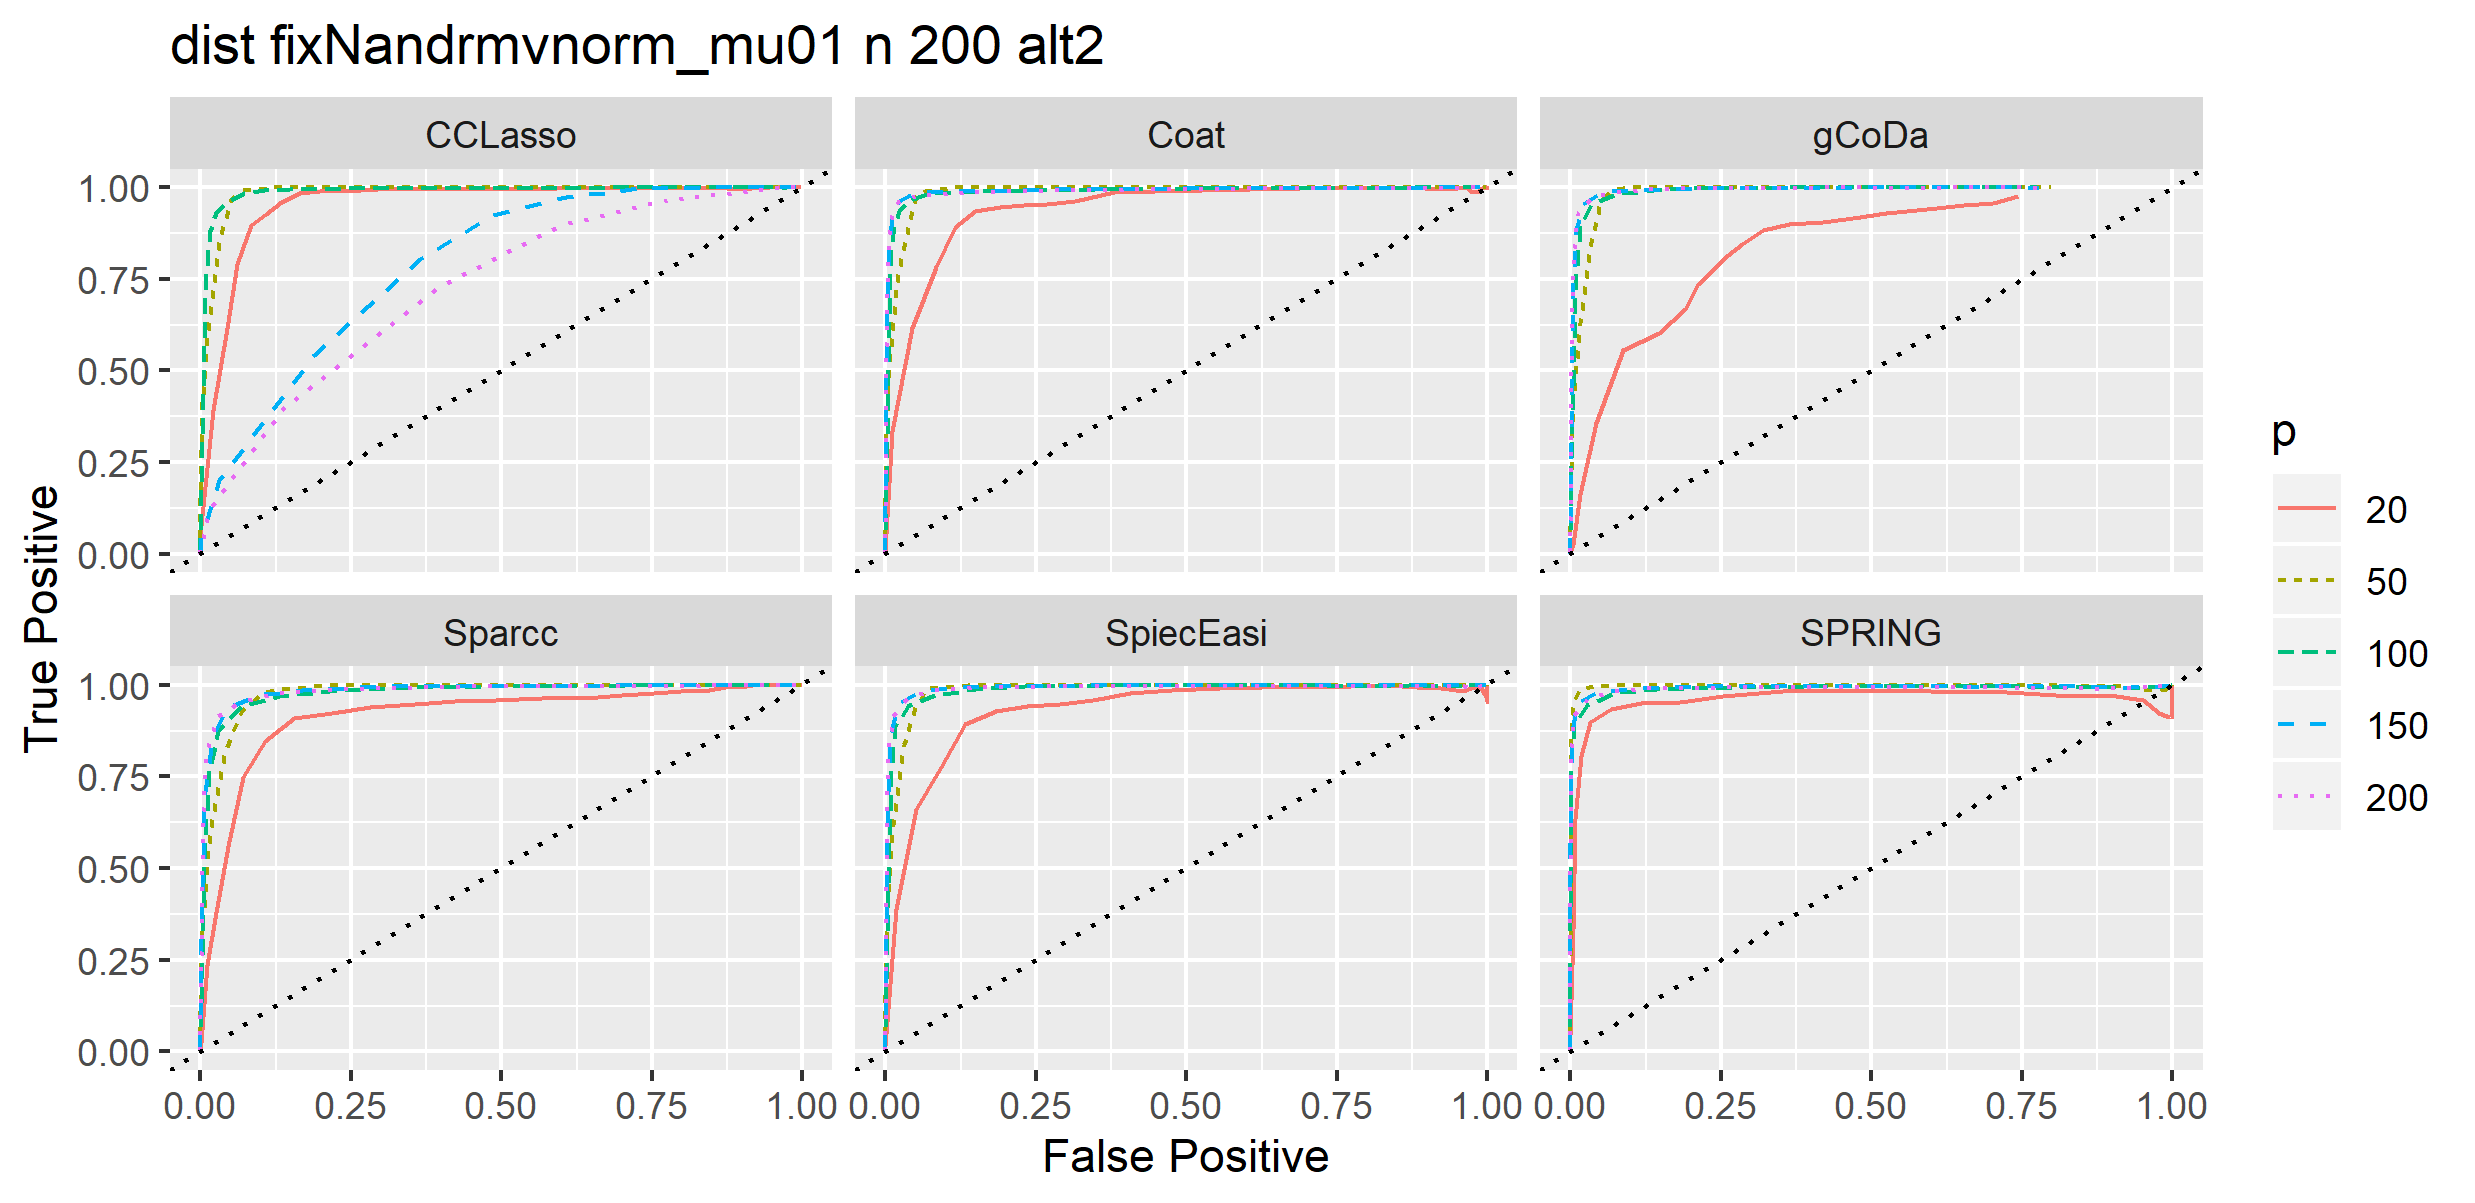 dist fixNandrmvnorm_mu01 n 200 alt2
CCLasso
Coat
gCoDa
1.00
0.75
0.50
0.25
0.00
Sparcc
SpiecEasi
SPRING
1.00
0.75
0.50
0.25
0.00
0.00 0.25 0.50 0.75 1.00
0.00 0.25 0.50 0.75 1.00
0.00 0.25 0.50 0.75 1.00
True Positive
False Positive
p
20
50
100
150
200